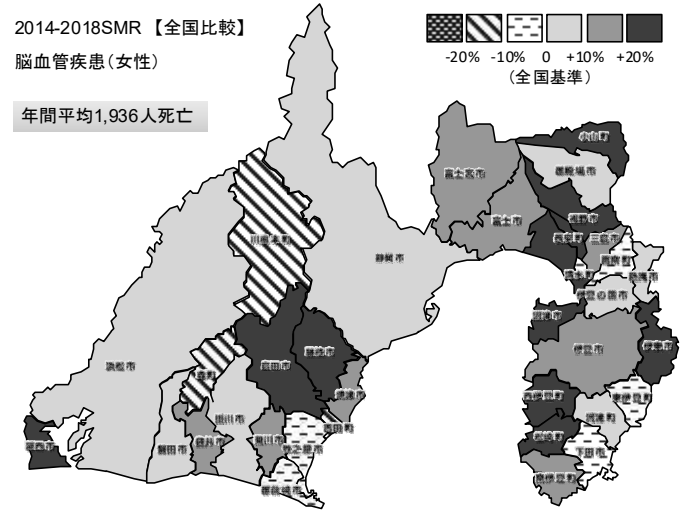 2014-2018SMR 【全国比較】
脳血管疾患（女性）
年間平均1,936人死亡
-20% -10% 0 +10% +20%
（全国基準）
小山町
御殿場市
富士宮市
富士市
裾野市
長泉町
三島市
函南町
清水町
熱海市
伊豆の国市
沼津市
伊豆市
伊東市
西伊豆町
東伊豆町
河津町
松崎町
下田市
南伊豆町
川根本町
静岡市
浜松市
島田市
藤枝市
焼津市
森町
掛川市
吉田町
湖西市
磐田市
袋井市
菊川市
牧之原市
御前崎市